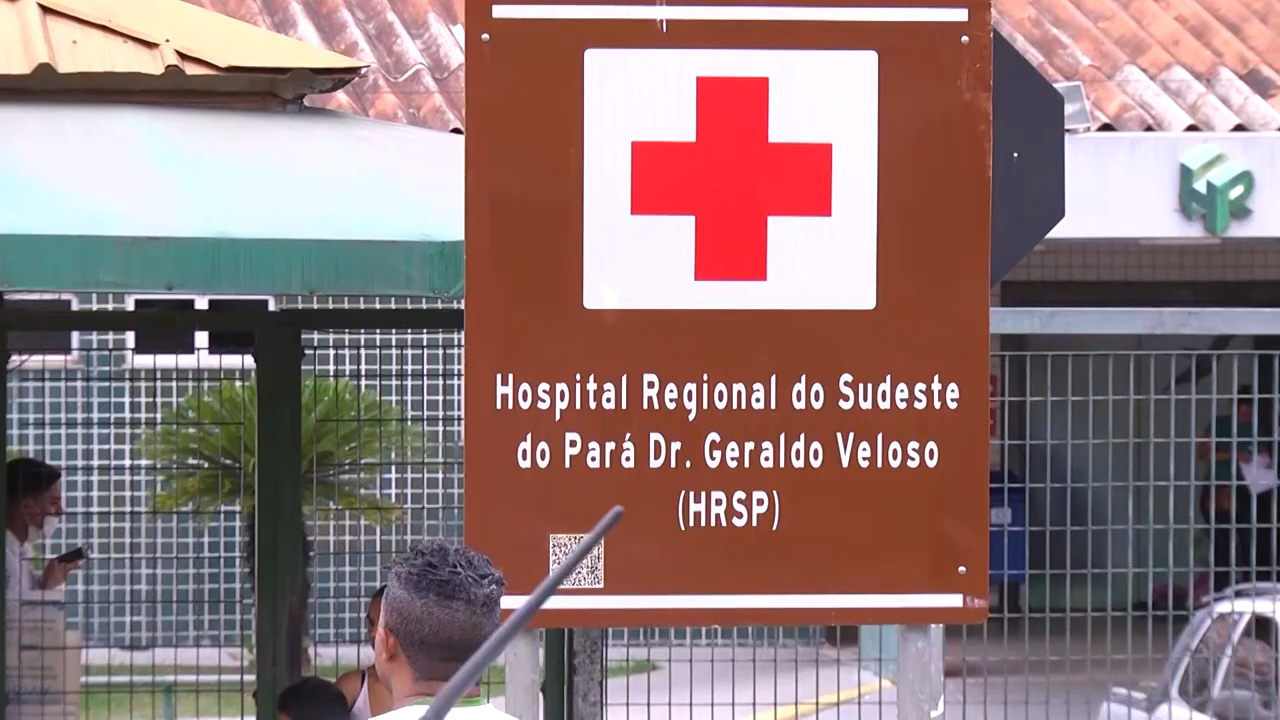 Hospital Regional do Sudeste
do Pará Dr. Geraldo Veloso
(HRSP)
HR